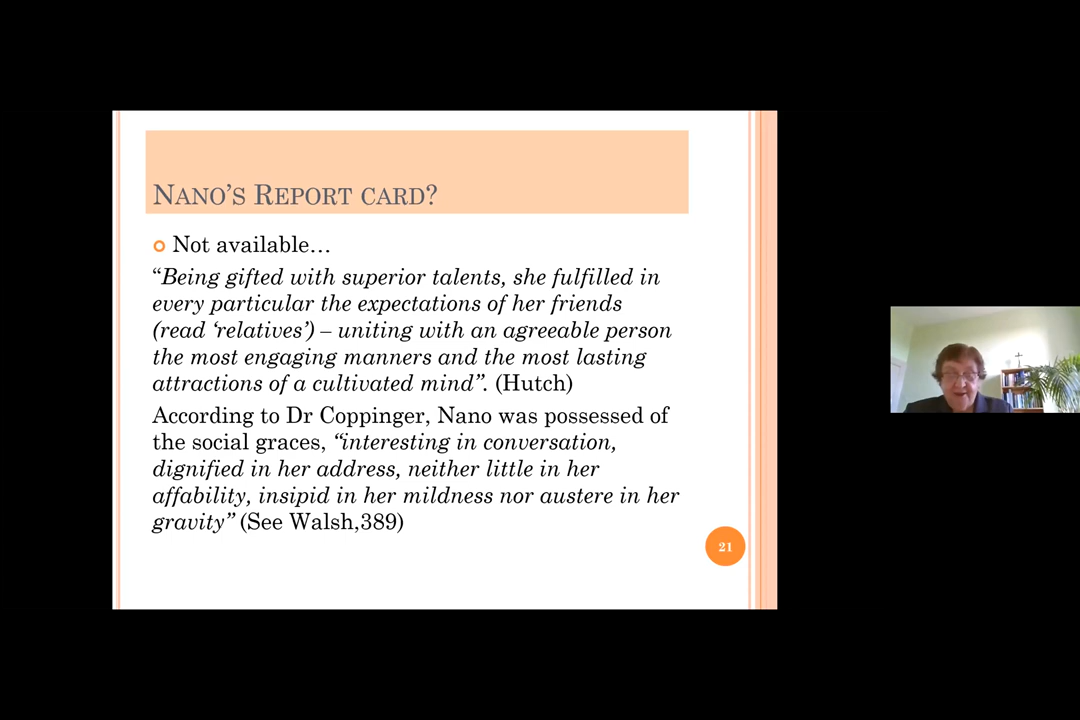 NANO'S REPORT CARD?
Not available…
“Being gifted with superior talents, she fulfilled in
every particular the expectations of her friends
(read ‘relatives’) – uniting with an agreeable person
the most engaging manners and the most lasting
attractions of a cultivated mind”. (Hutch)
According to Dr Coppinger, Nano was possessed of
the social graces, “interesting in conversation,
dignified in her address, neither little in her
affability, insipid in her mildness nor austere in her
gravity” (See Walsh,389)
21